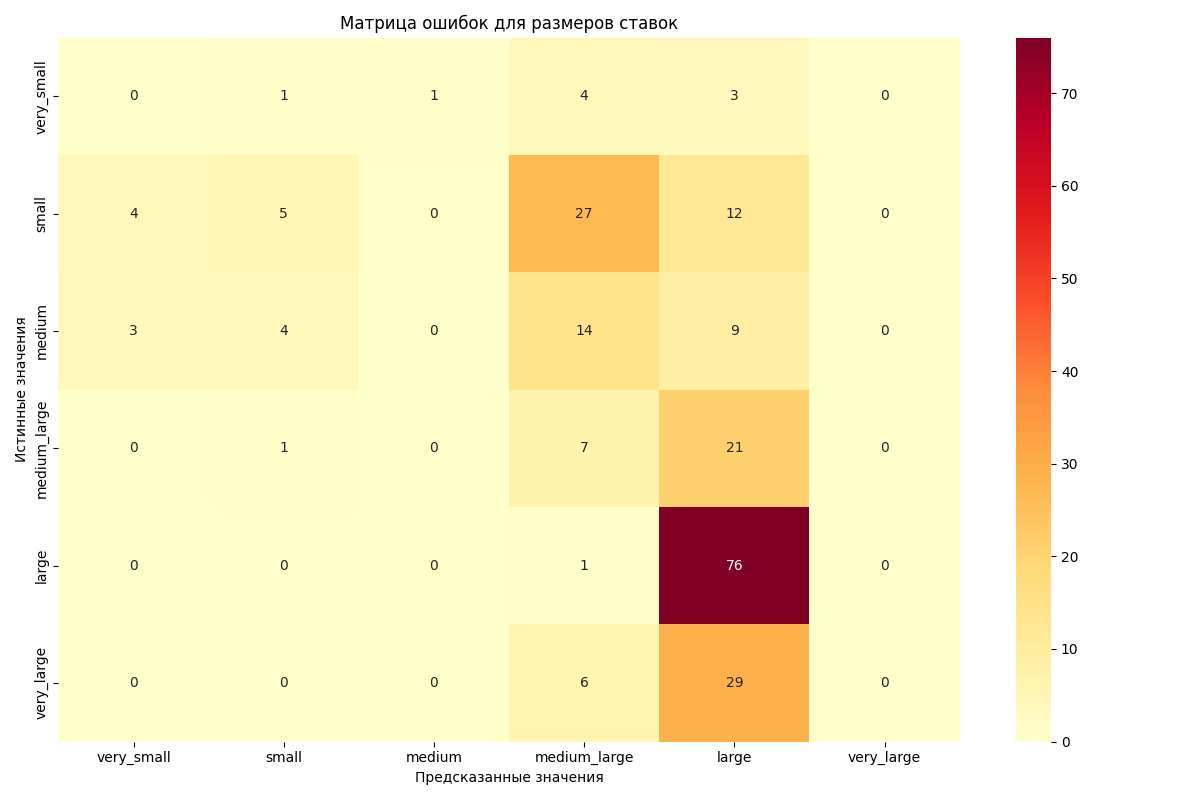 Матрица ошибок для размеров ставок
very_small 0 1 1 4 3 0
small 4 5 0 27 12 0
medium 3 4 0 14 9 0
medium_large 0 1 0 7 21 0
large 0 0 0 1 76 0
very_large 0 0 0 6 29 0
Истинные значения
very_small small medium medium_large large very_large
Предсказанные значения
70
60
50
40
30
20
10
0